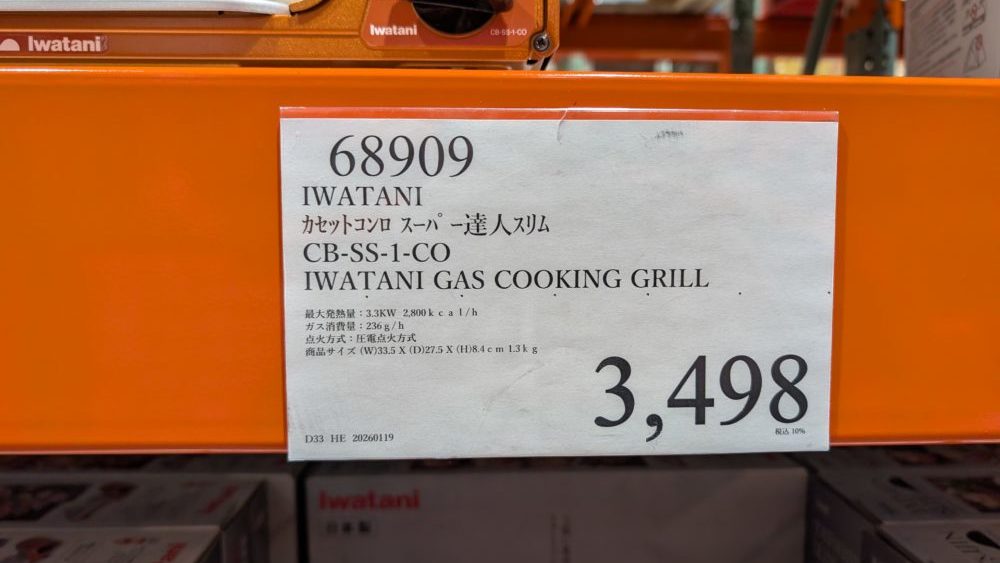 Iwatani
Iwatani
CB-SS-1-CO
68909
IWATANI
カセットコンロ スーパー達人スリム
CB-SS-1-CO
IWATANI GAS COOKING GRILL
最大発熱量：3.3KW 2,800ｋｃａｌ/ｈ
ガス消費量：236ｇ/ｈ
点火方式：圧電点火方式
商品サイズ (W)33.5 X (D)27.5 X (H)8.4ｃｍ 1.3ｋｇ
3,498
税込 10%
D33 HE 20260119
Iwatani
日本製